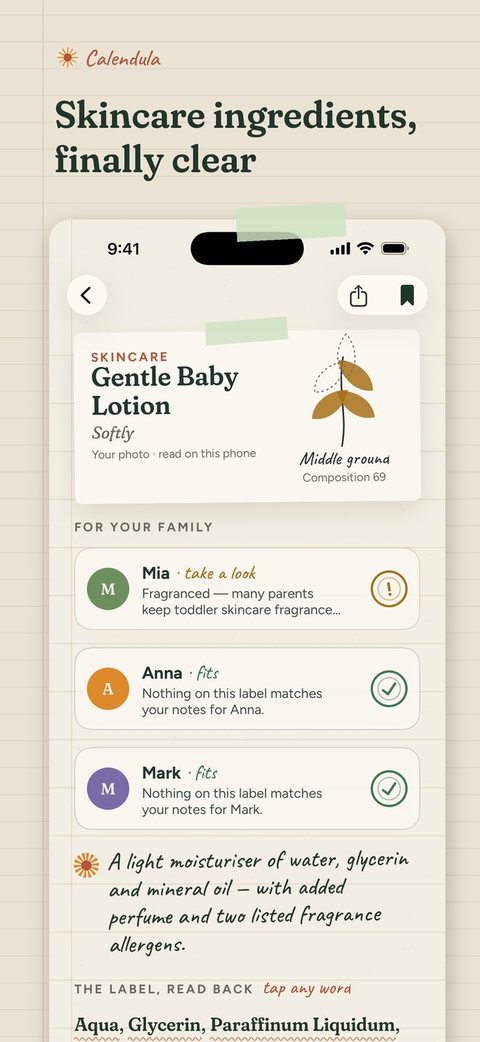 Calendula
Skincare ingredients,
finally clear
9:41
SKINCARE
Gentle Baby
Lotion
Softly
Your photo · read on this phone
Middle ground
Composition 69
FOR YOUR FAMILY
M
Mia · take a look
Fragranced — many parents
keep toddler skincare fragrance...
!
A
Anna · fits
Nothing on this label matches
your notes for Anna.
M
Mark · fits
Nothing on this label matches
your notes for Mark.
A light moisturiser of water, glycerin
and mineral oil — with added
perfume and two listed fragrance
allergens.
THE LABEL, READ BACK tap any word
Aqua, Glycerin, Paraffinum Liquidum,